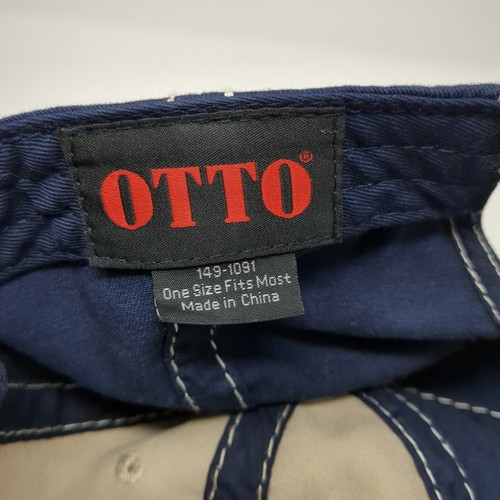 OTTO®
149-1091
One Size Fits Most
Made in China